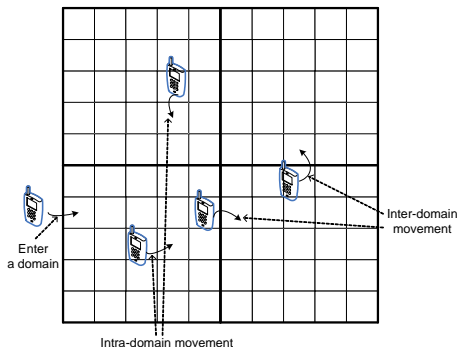 Inter-domain
movement
Enter
a domain
Intra-domain movement